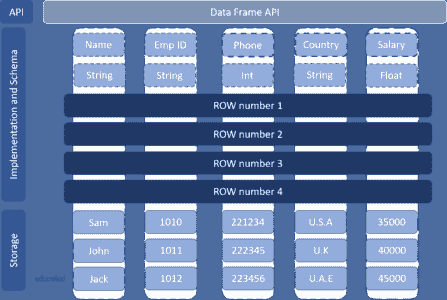 API
Data Frame API
Implementation and Schema
Name Emp ID Phone Country Salary
String String Int String Float
ROW number 1
ROW number 2
ROW number 3
ROW number 4
Storage
Sam 1010 221234 U.S.A 35000
John 1011 222345 U.K 40000
Jack 1012 223456 U.A.E 45000